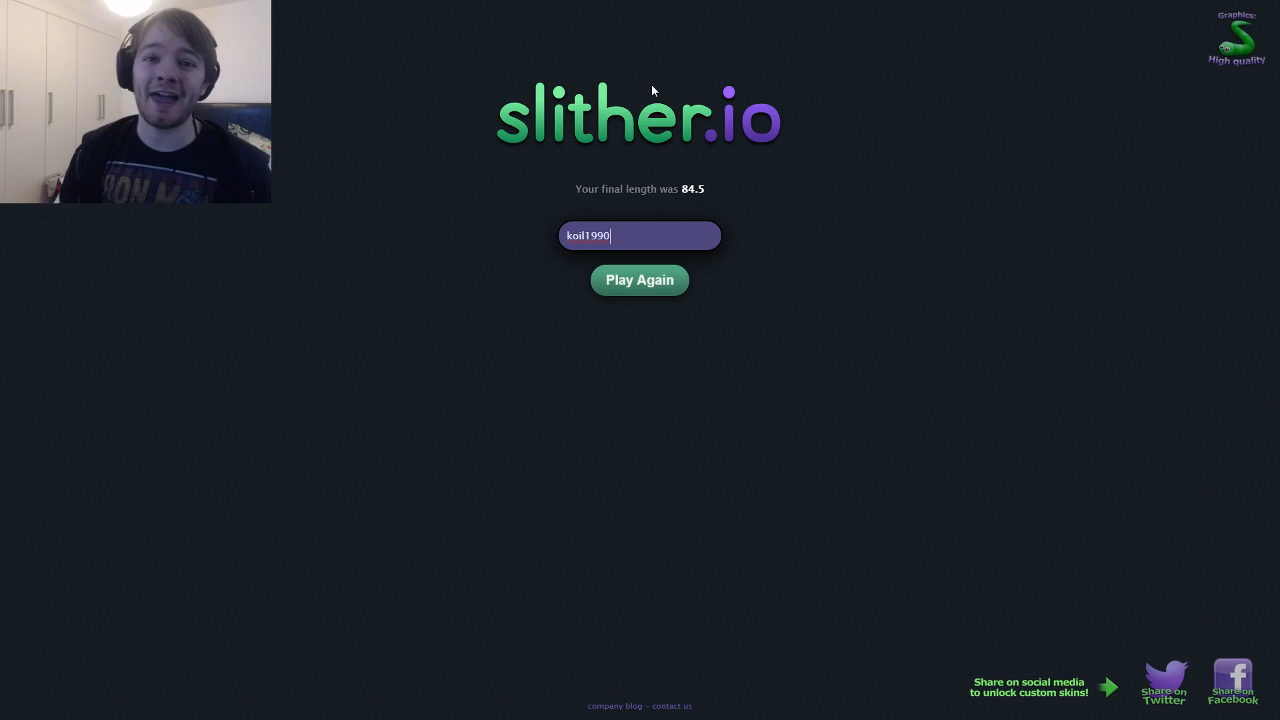 Graphics:
High quality
slither.io
Your final length was 84.5
koil1990
Play Again
IRON M
Share on social media
to unlock custom skins!
Share on
Twitter
Share on
Facebook
company blog - contact us